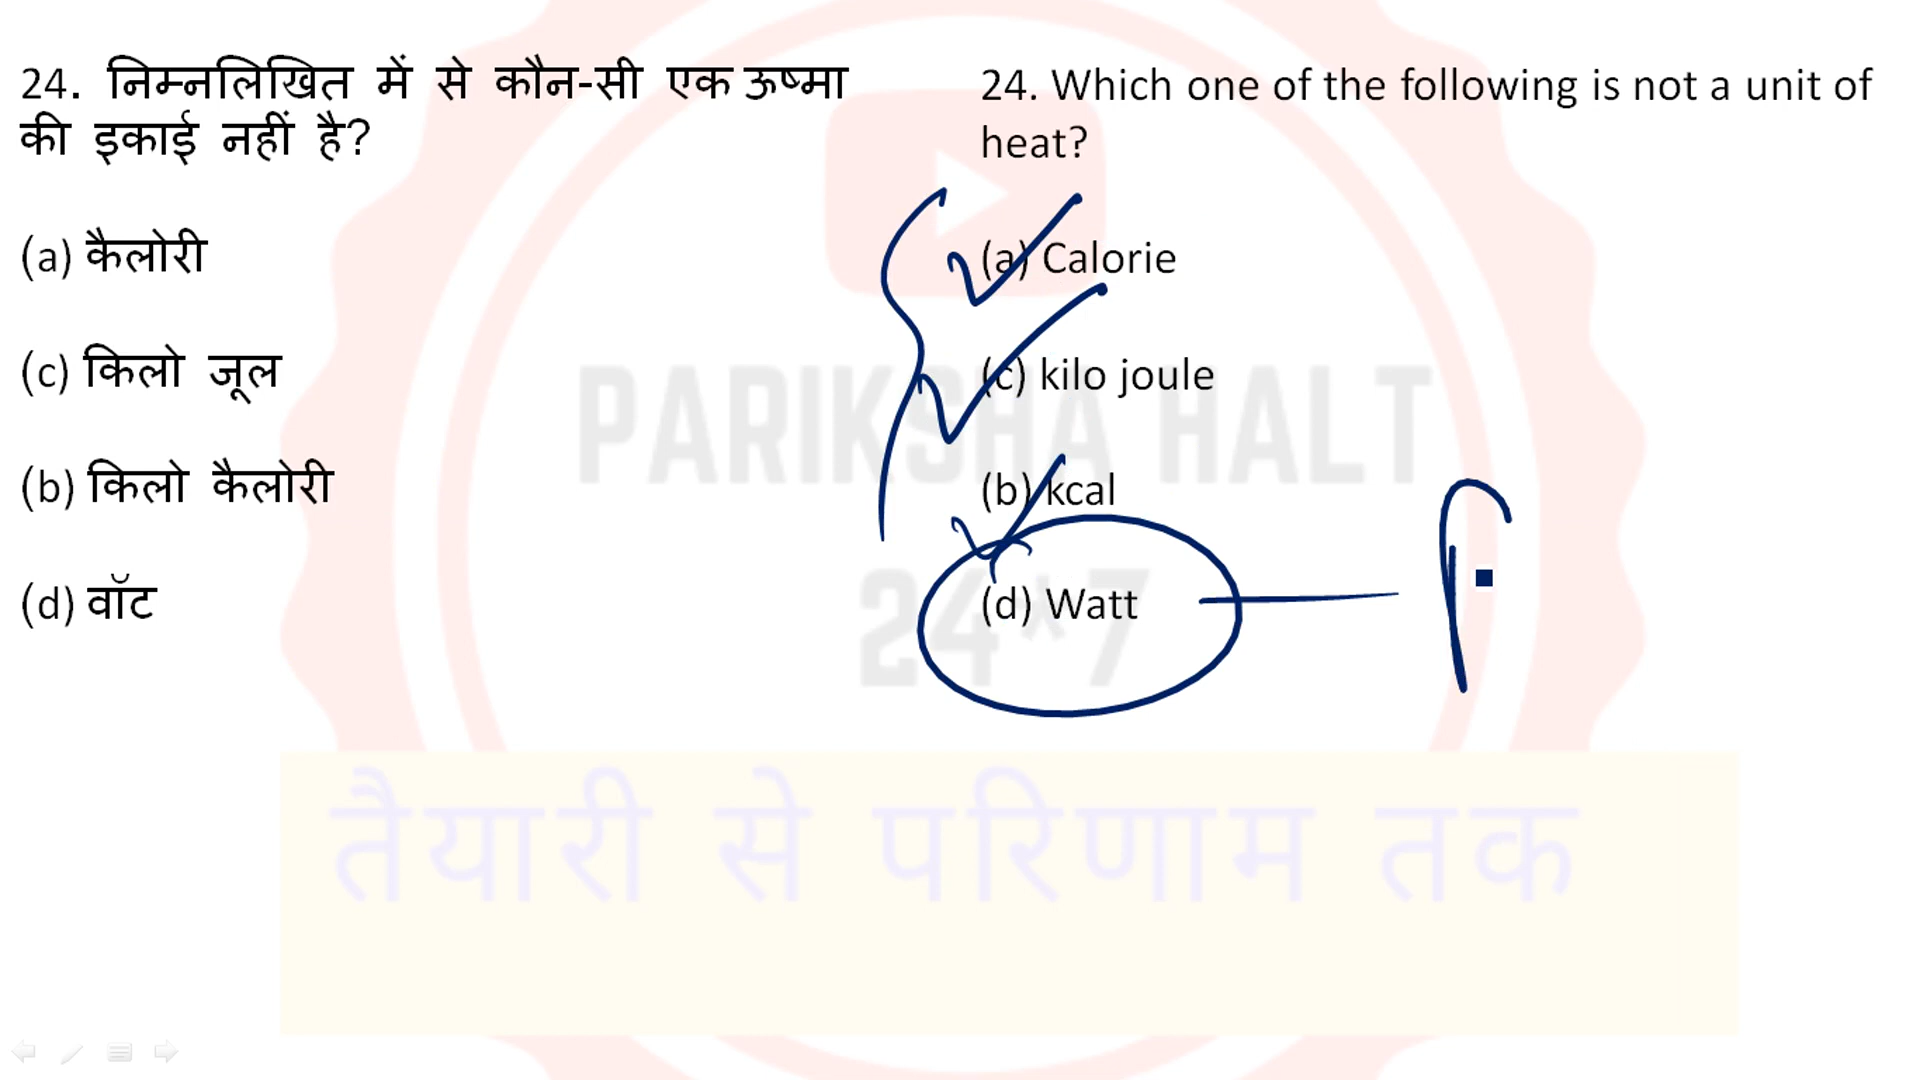 24. निम्नलिखित में से कौन-सी एक ऊष्मा
की इकाई नहीं है?
(a) कैलोरी
(c) किलो जूल
(b) किलो कैलोरी
(d) वॉट
24. Which one of the following is not a unit of
heat?
(a) Calorie
(c) kilo joule
(b) kcal
(d) Watt
P
PARIKSHA HALT
24*7
तैयारी से परिणाम तक